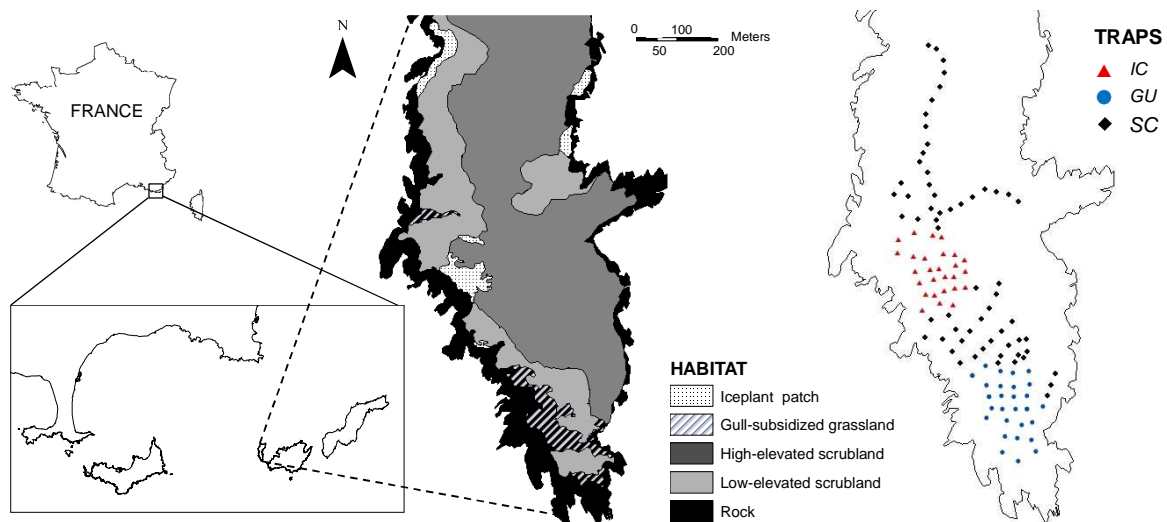 FRANCE
N
0 100 Meters
50 200
TRAPS
IC
GU
SC
HABITAT
Iceplant patch
Gull-subsidized grassland
High-elevated scrubland
Low-elevated scrubland
Rock